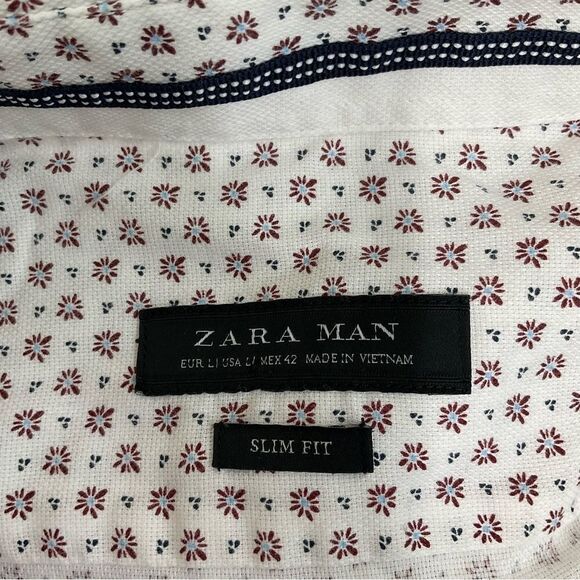 ZARA MAN
EUR L/ USA L/ MEX 42 MADE IN VIETNAM
SLIM FIT